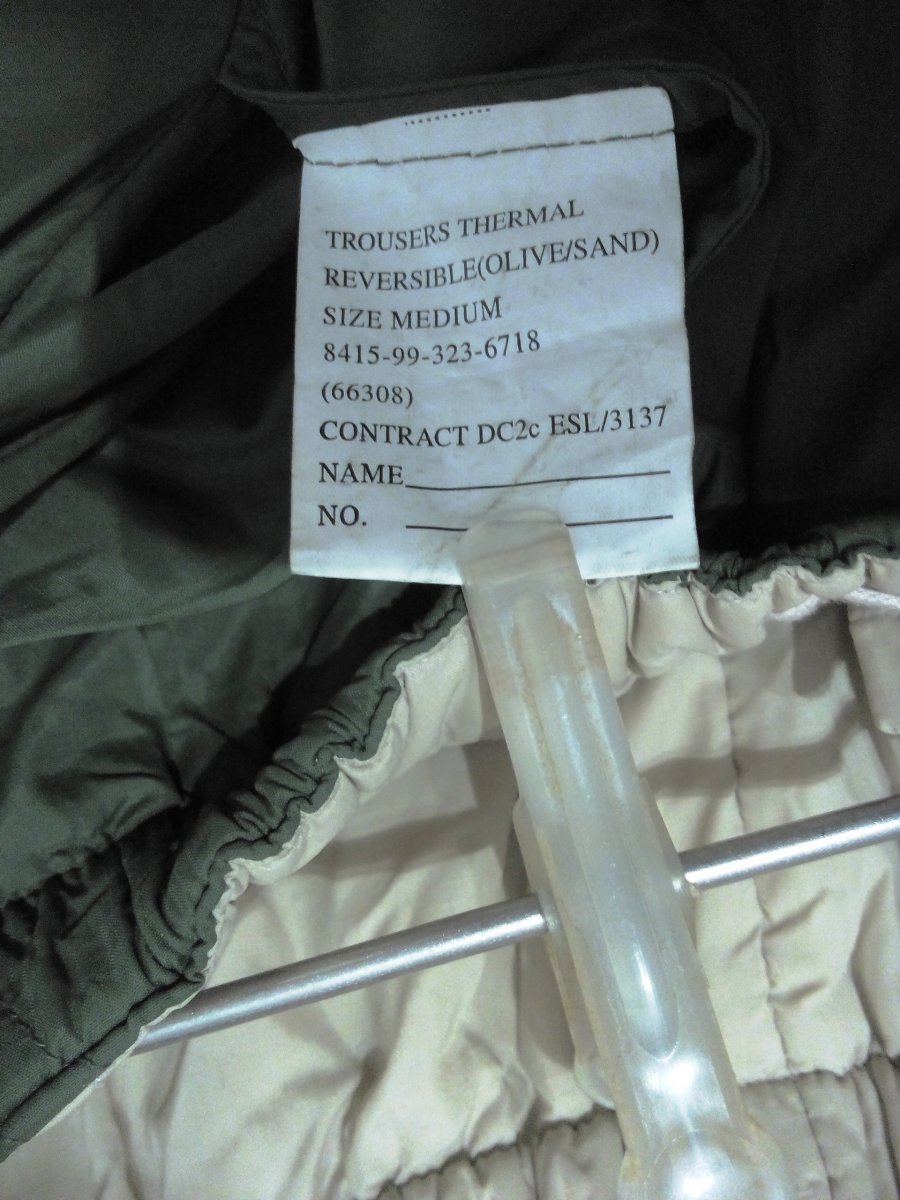 TROUSERS THERMAL
REVERSIBLE(OLIVE/SAND)
SIZE MEDIUM
8415-99-323-6718
(66308)
CONTRACT DC2c ESL/3137
NAME
NO.